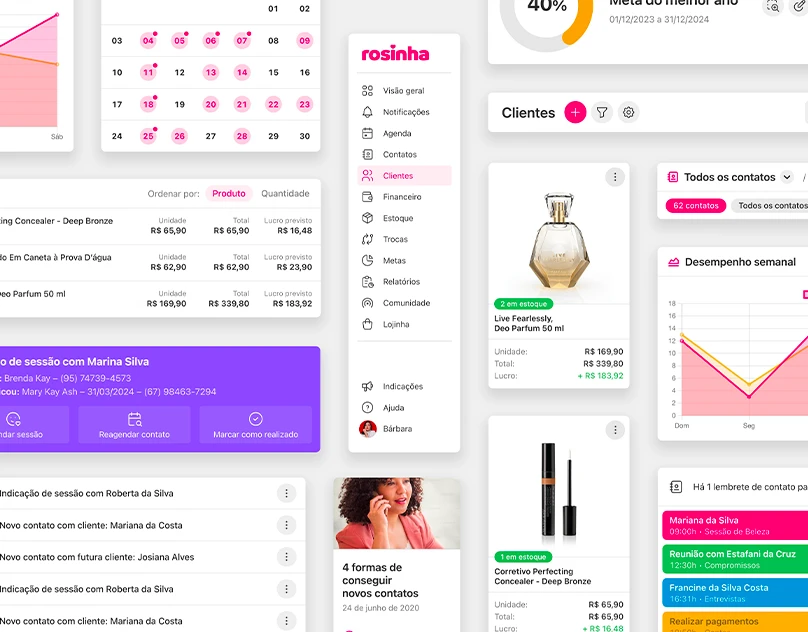 Sáb
01 02
03 04 05 06 07 08 09
10 11 12 13 14 15 16
17 18 19 20 21 22 23
24 25 26 27 28 29 30
Ordenar por: Produto Quantidade
ting Concealer - Deep Bronze
Unidade Total Lucro previsto
R$ 65,90 R$ 65,90 R$ 16,48
do Em Caneta à Prova D'água
Unidade Total Lucro previsto
R$ 62,90 R$ 62,90 R$ 23,90
Deo Parfum 50 ml
Unidade Total Lucro previsto
R$ 169,90 R$ 339,80 R$ 183,92
o de sessão com Marina Silva
: Brenda Kay – (95) 74739-4573
icou: Mary Kay Ash – 31/03/2024 – (67) 98463-7294
ndar sessão
Reagendar contato
Marcar como realizado
Indicação de sessão com Roberta da Silva
Novo contato com cliente: Mariana da Costa
Novo contato com futura cliente: Josiana Alves
Indicação de sessão com Roberta da Silva
Novo contato com cliente: Mariana da Costa
rosinha
Visão geral
Notificações
Agenda
Contatos
Clientes
Financeiro
Estoque
Trocas
Metas
Relatórios
Comunidade
Lojinha
Indicações
Ajuda
Bárbara
4 formas de
conseguir
novos contatos
24 de junho de 2020
40%
Meta do melhor ano
01/12/2023 a 31/12/2024
Clientes
2 em estoque
Live Fearlessly,
Deo Parfum 50 ml
Unidade: R$ 169,90
Total: R$ 339,80
Lucro: + R$ 183,92
1 em estoque
Corretivo Perfecting
Concealer - Deep Bronze
Unidade: R$ 65,90
Total: R$ 65,90
Lucro: + R$ 16,48
Todos os contatos /
62 contatos
Todos os contatos
Desempenho semanal
18
16
14
12
10
8
6
4
2
0
Dom Seg
Há 1 lembrete de contato pa
Mariana da Silva
09:00h • Sessão de Beleza
Reunião com Estafani da Cruz
12:30h • Compromissos
Francine da Silva Costa
16:31h • Entrevistas
Realizar pagamentos